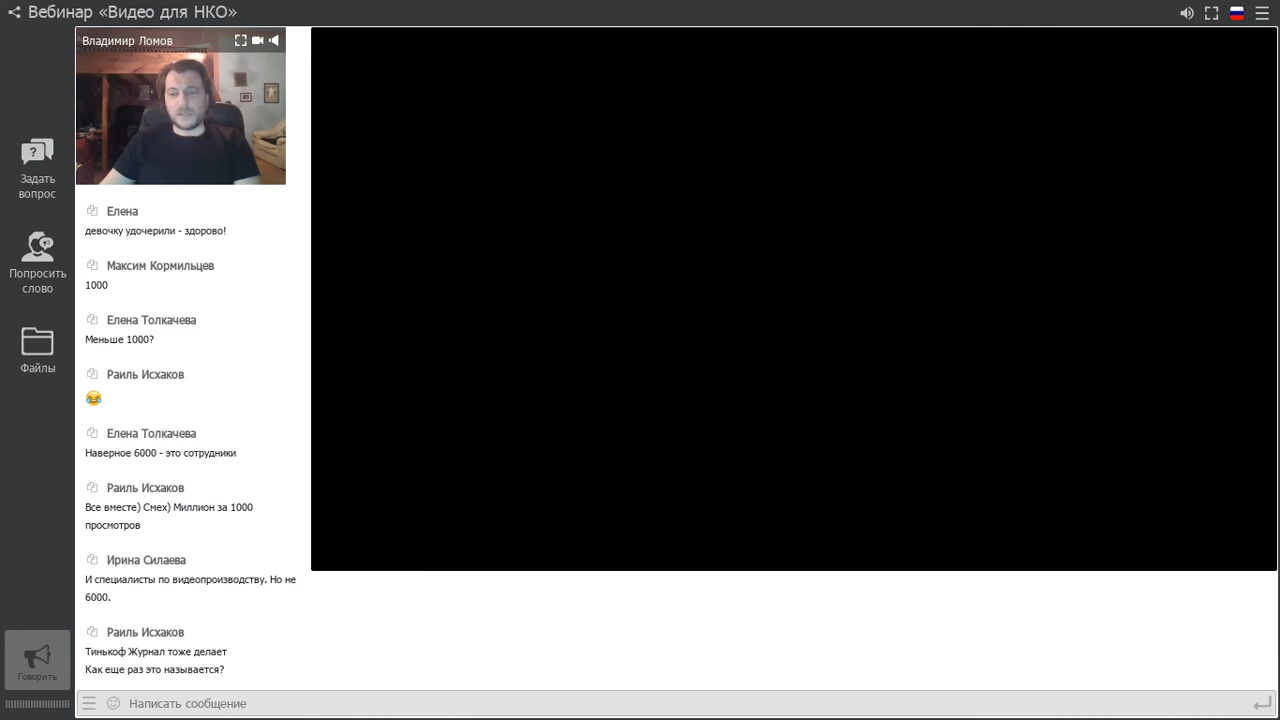 Вебинар «Видео для НКО»
Владимир Ломов
Задать
вопрос
Попросить
слово
Файлы
Говорить
Елена
девочку удочерили - здорово!
Максим Кормильцев
1000
Елена Толкачева
Меньше 1000?
Раиль Исхаков
Елена Толкачева
Наверное 6000 - это сотрудники
Раиль Исхаков
Все вместе) Смех) Миллион за 1000
просмотров
Ирина Силаева
И специалисты по видеопроизводству. Но не
6000.
Раиль Исхаков
Тинькоф Журнал тоже делает
Как еще раз это называется?
Написать сообщение